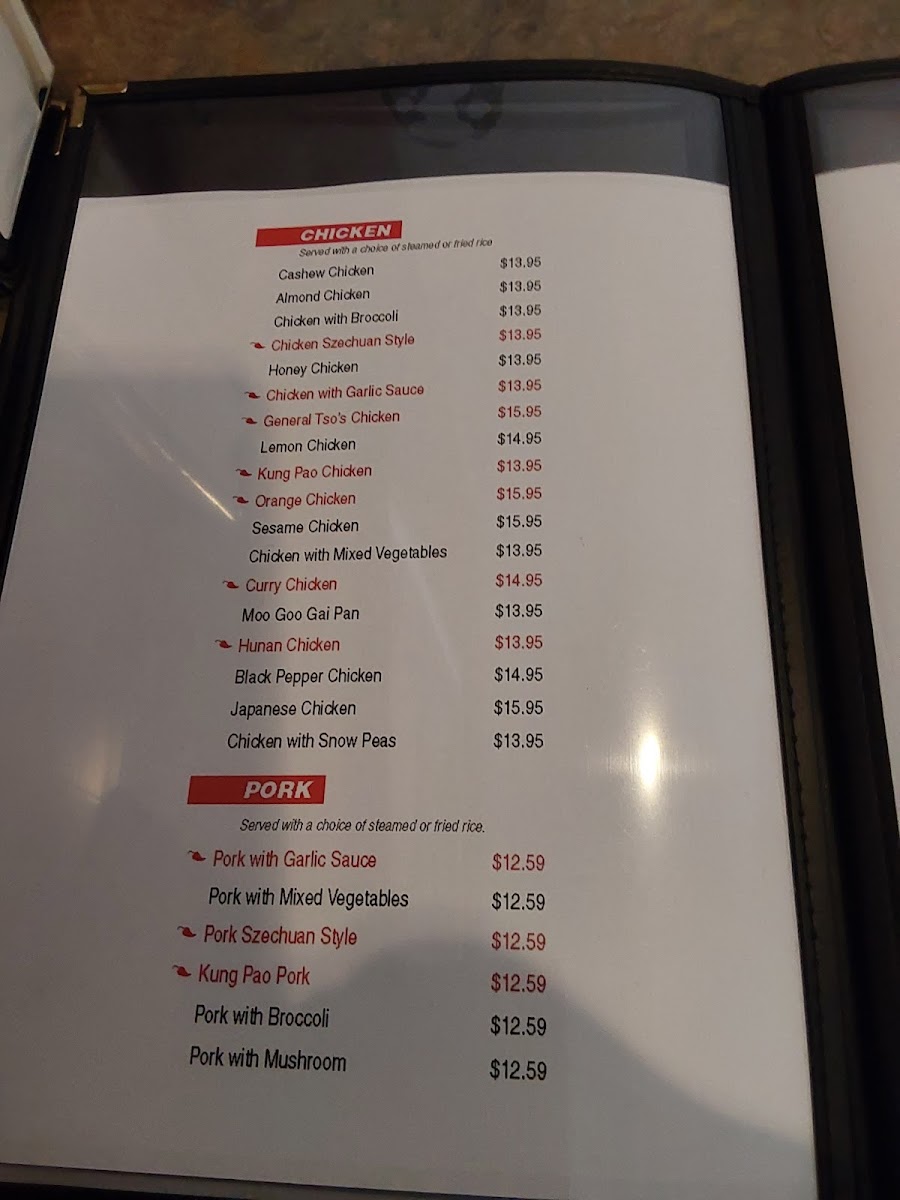 CHICKEN
Served with a choice of steamed or fried rice
Cashew Chicken $13.95
Almond Chicken $13.95
Chicken with Broccoli $13.95
Chicken Szechuan Style $13.95
Honey Chicken $13.95
Chicken with Garlic Sauce $13.95
General Tso's Chicken $15.95
Lemon Chicken $14.95
Kung Pao Chicken $13.95
Orange Chicken $15.95
Sesame Chicken $15.95
Chicken with Mixed Vegetables $13.95
Curry Chicken $14.95
Moo Goo Gai Pan $13.95
Hunan Chicken $13.95
Black Pepper Chicken $14.95
Japanese Chicken $15.95
Chicken with Snow Peas $13.95
PORK
Served with a choice of steamed or fried rice.
Pork with Garlic Sauce $12.59
Pork with Mixed Vegetables $12.59
Pork Szechuan Style $12.59
Kung Pao Pork $12.59
Pork with Broccoli $12.59
Pork with Mushroom $12.59